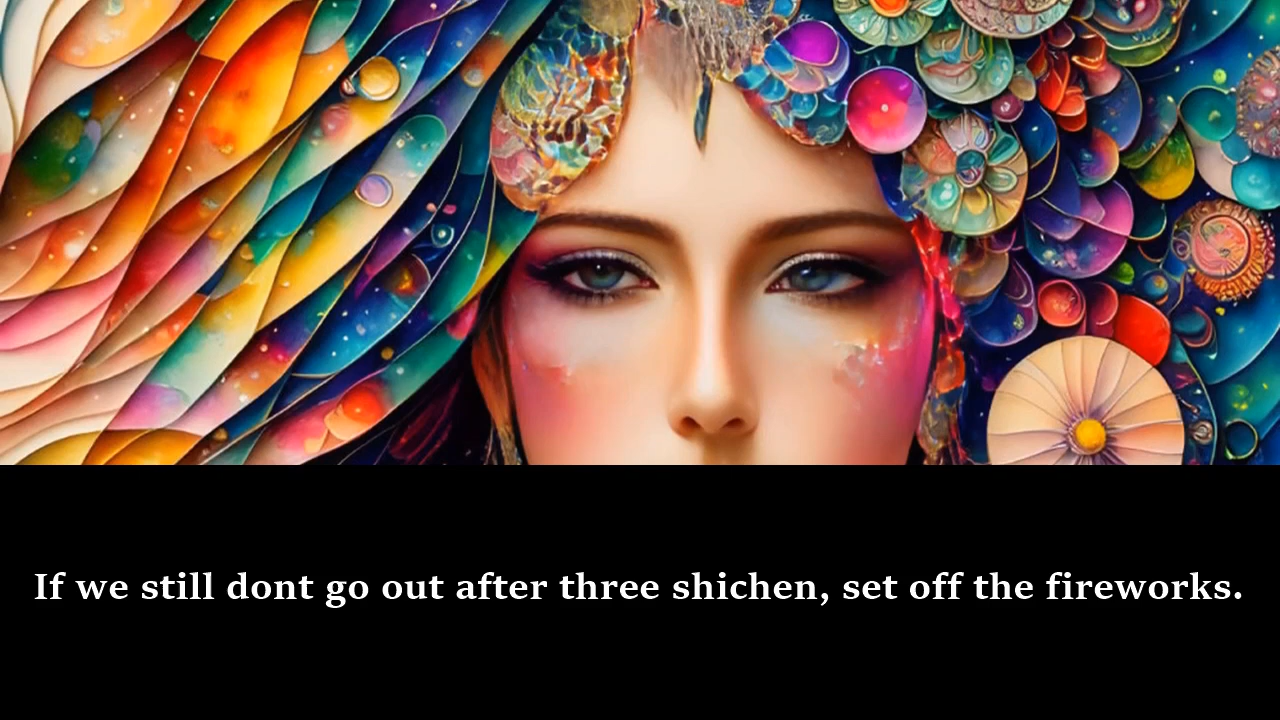 If we still dont go out after three shichen, set off the fireworks.